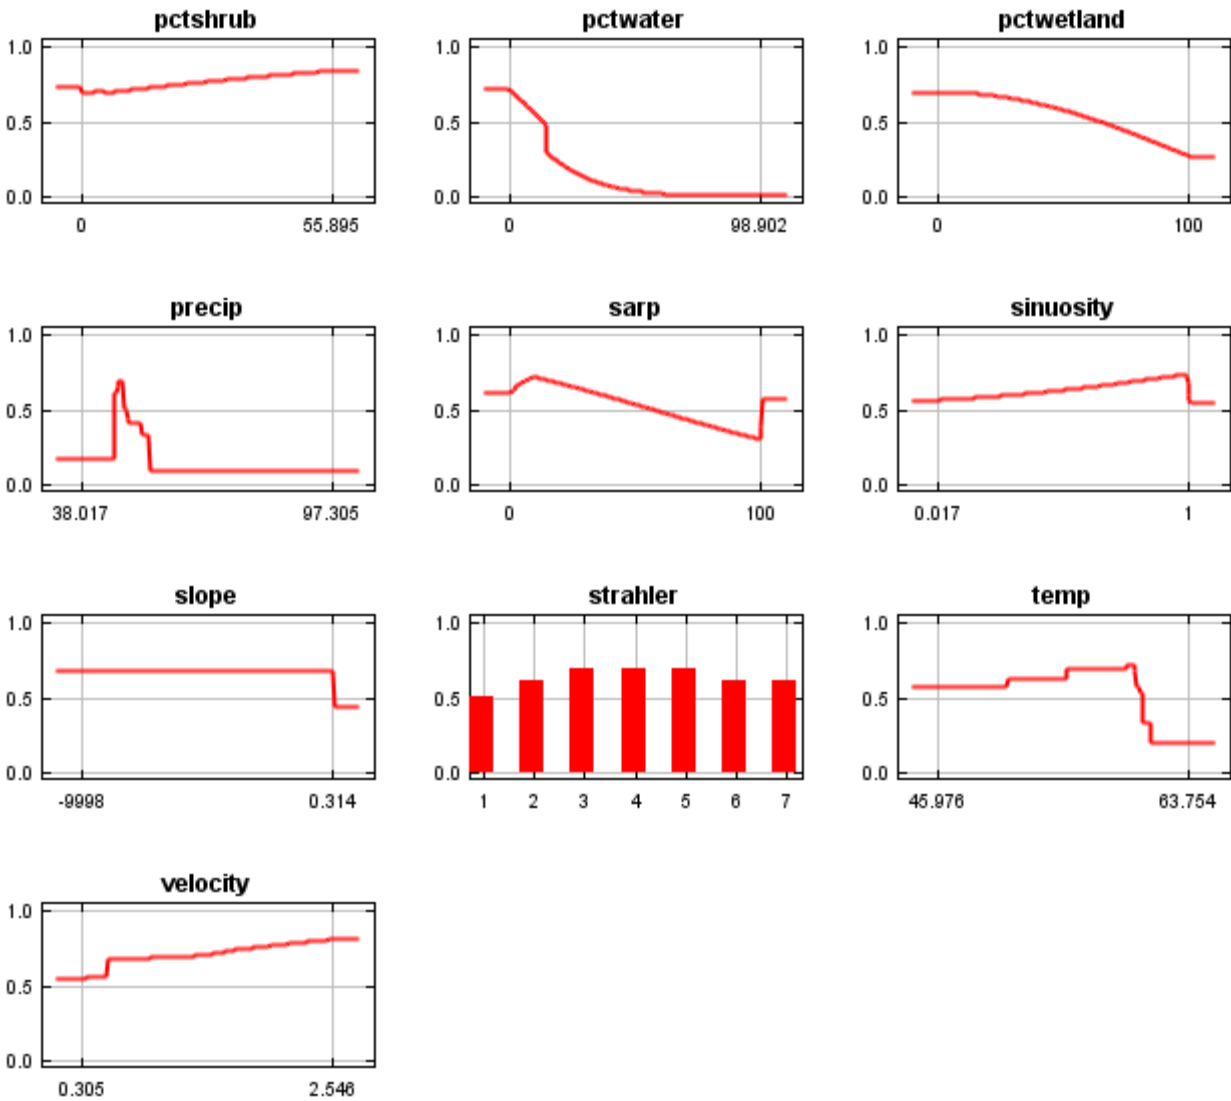 pctshrub pctwater pctwetland
1.0 1.0 1.0
0.5 0.5 0.5
0.0 0.0 0.0
0 55.895 0 98.902 0 100
precip sarp sinuosity
1.0 1.0 1.0
0.5 0.5 0.5
0.0 0.0 0.0
38.017 97.305 0 100 0.017 1
slope strahler temp
1.0 1.0 1.0
0.5 0.5 0.5
0.0 0.0 0.0
-9998 0.314 1 2 3 4 5 6 7 45.976 63.754
velocity
1.0
0.5
0.0
0.305 2.546